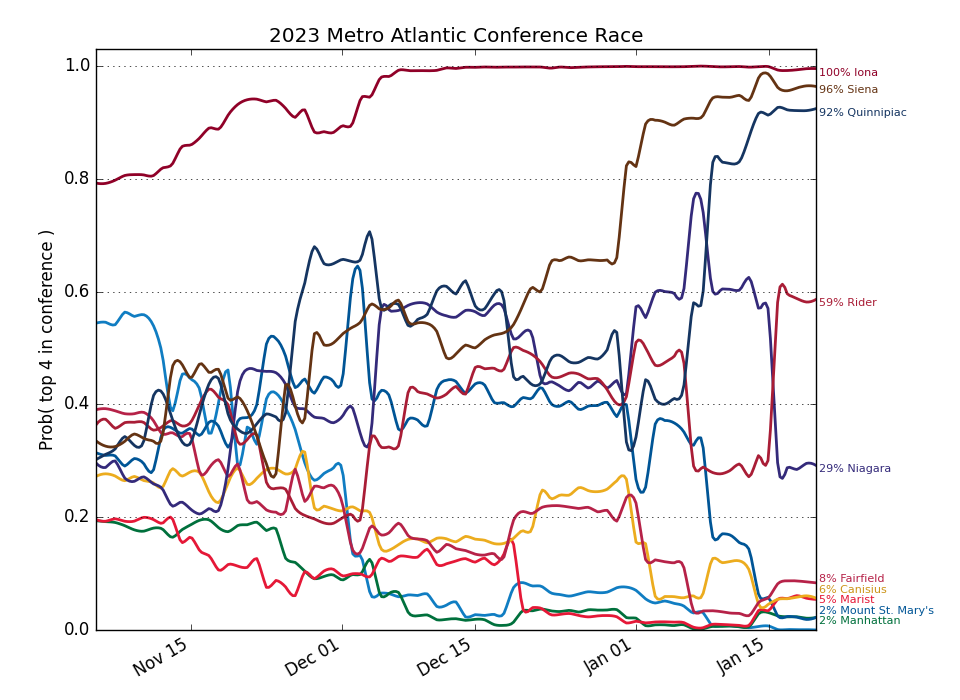 2023 Metro Atlantic Conference Race
Prob( top 4 in conference )
1.0
0.8
0.6
0.4
0.2
0.0
Nov 15
Dec 01
Dec 15
Jan 01
Jan 15
100% Iona
96% Siena
92% Quinnipiac
59% Rider
29% Niagara
8% Fairfield
6% Canisius
5% Marist
2% Mount St. Mary's
2% Manhattan